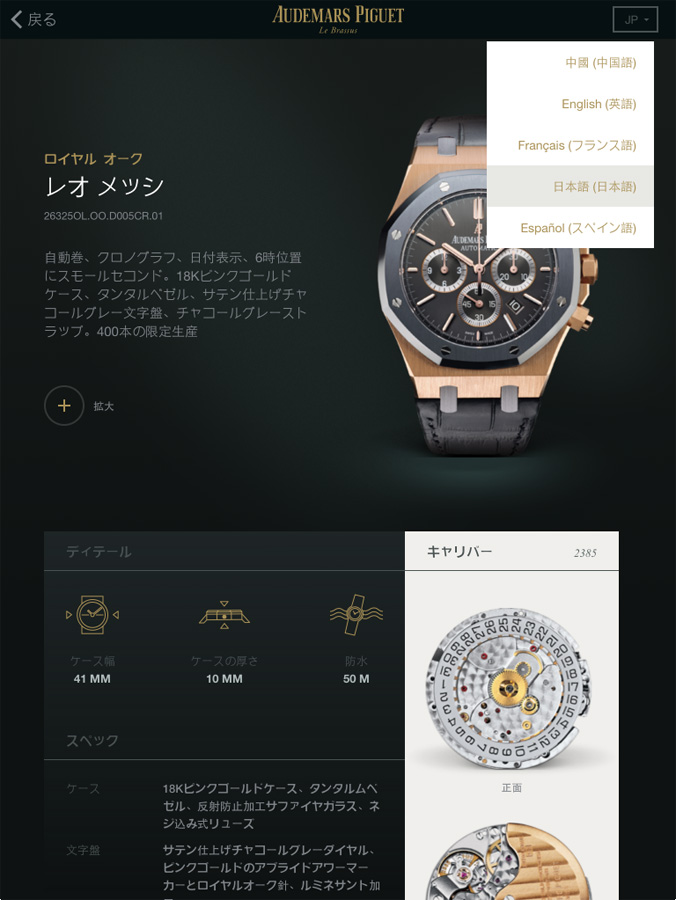 戻る
AUDEMARS PIGUET
Le Brassus
JP
中國 (中国語)
English (英語)
Français (フランス語)
日本語 (日本語)
Español (スペイン語)
ロイヤル オーク
レオ メッシ
26325OL.OO.D005CR.01
自動巻、クロノグラフ、日付表示、6時位置
にスモールセコンド。18Kピンクゴールド
ケース、タンタルベゼル、サテン仕上げチャ
コールグレー文字盤、チャコールグレースト
ラップ。400本の限定生産
拡大
ディテール
キャリバー
2385
ケース幅
41 MM
ケースの厚さ
10 MM
防水
50 M
スペック
ケース
18Kピンクゴールドケース、タンタルムベ
ゼル、反射防止加工サファイヤガラス、ネ
ジ込み式リューズ
文字盤
サテン仕上げチャコールグレーダイヤル、
ピンクゴールドのアプライドアワーマー
カーとロイヤルオーク針、ルミネサント加
正面